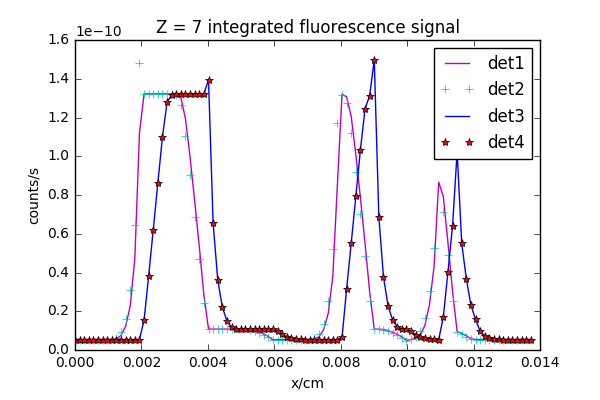 Z = 7 integrated fluorescence signal
1e−10
1.6
1.4
1.2
1.0
0.8
0.6
0.4
0.2
0.0
counts/s
det1
det2
det3
det4
0.000 0.002 0.004 0.006 0.008 0.010 0.012 0.014
x/cm